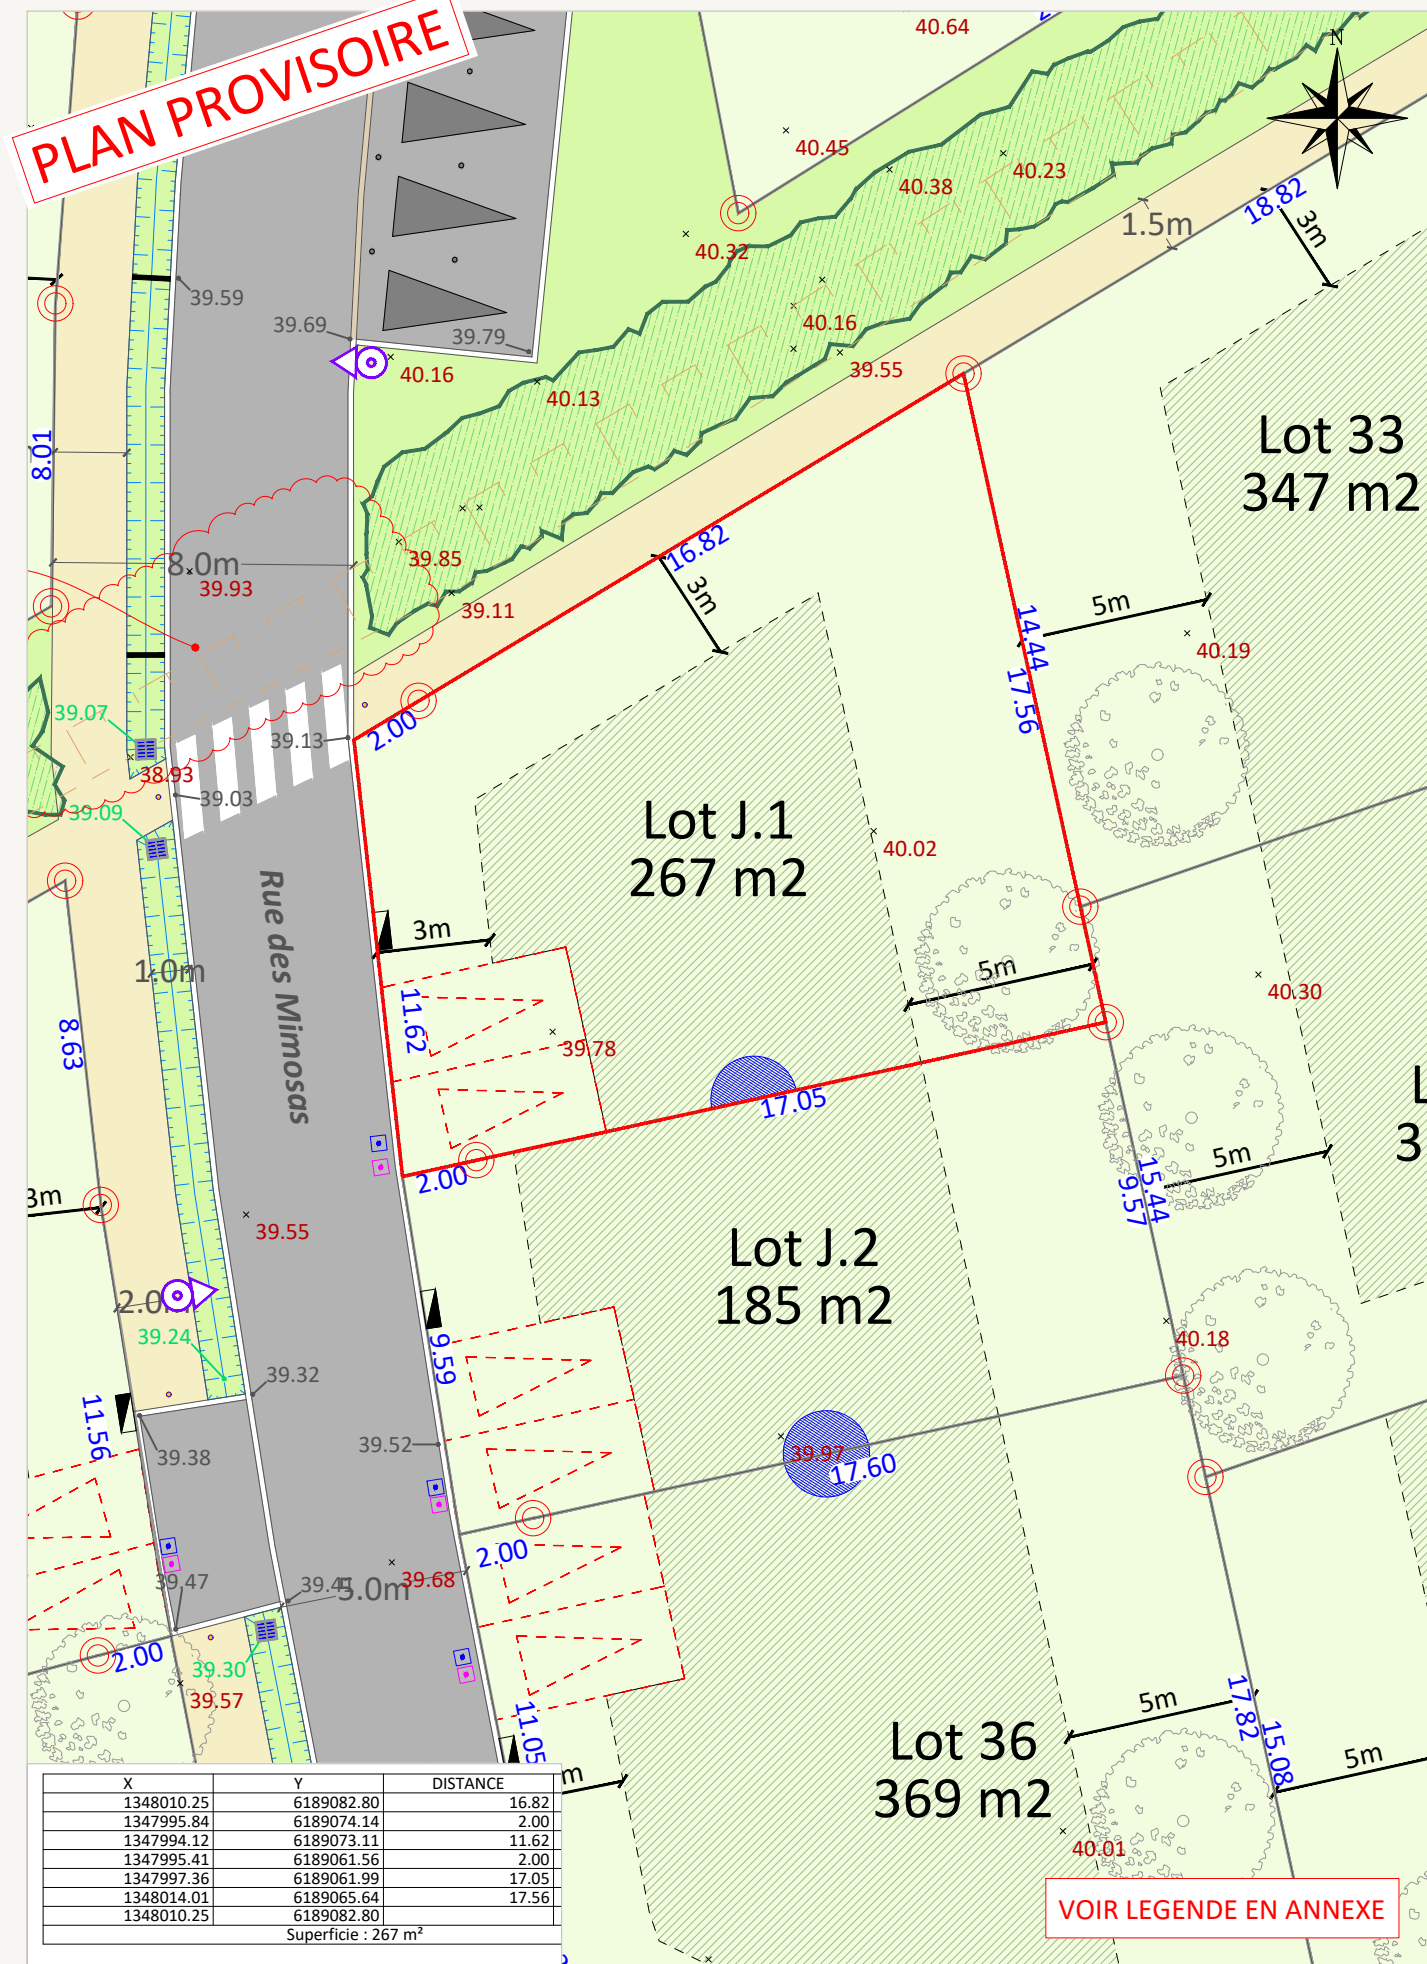 PLAN PROVISOIRE
40.64
N
40.45
40.38
40.23
18.82
3m
1.5m
40.32
39.59
39.69
39.79
40.16
40.16
39.55
40.13
Lot 33
347 m2
8.01
16.82
3m
39.85
8.0m
39.93
39.11
5m
14.44
17.56
40.19
39.07
39.13
2.00
38.93
39.03
39.09
Lot J.1
267 m2
40.02
Rue des Mimosas
3m
5m
1.0m
11.62
40.30
8.63
39.78
17.05
5m
2.00
15.44
9.57
3m
39.55
Lot J.2
185 m2
2.0m
39.24
9.59
40.18
39.32
11.56
39.52
39.38
39.97
17.60
2.00
39.47
5.0m
39.68
2.00
39.30
39.57
5m
17.82
15.08
5m
11.05
Lot 36
369 m2
40.01
X Y DISTANCE
1348010.25 6189082.80 16.82
1347995.84 6189074.14 2.00
1347994.12 6189073.11 11.62
1347995.41 6189061.56 2.00
1347997.36 6189061.99 17.05
1348014.01 6189065.64 17.56
1348010.25 6189082.80
Superficie : 267 m²
VOIR LEGENDE EN ANNEXE